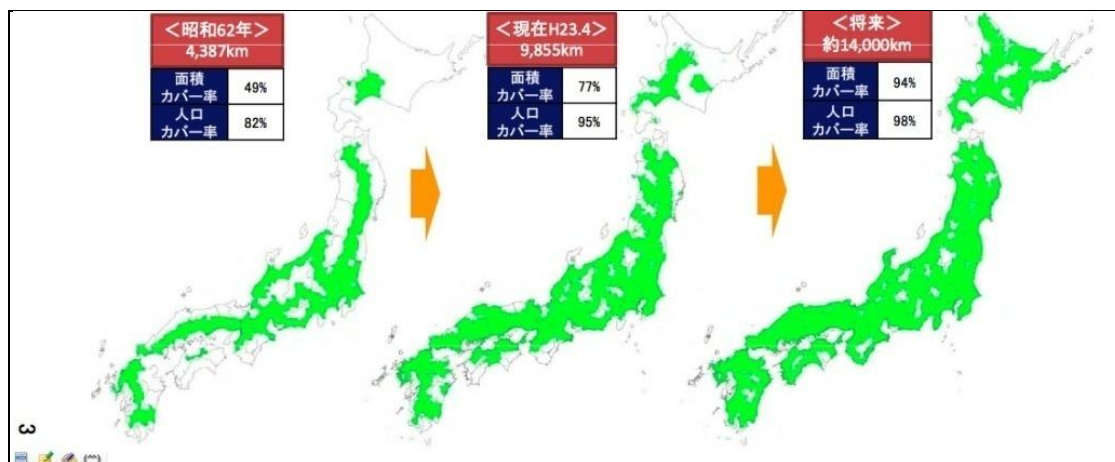 ＜昭和62年＞
4,387km
面積
カバー率
49%
人口
カバー率
82%
＜現在H23.4＞
9,855km
面積
カバー率
77%
人口
カバー率
95%
＜将来＞
約14,000km
面積
カバー率
94%
人口
カバー率
98%
3